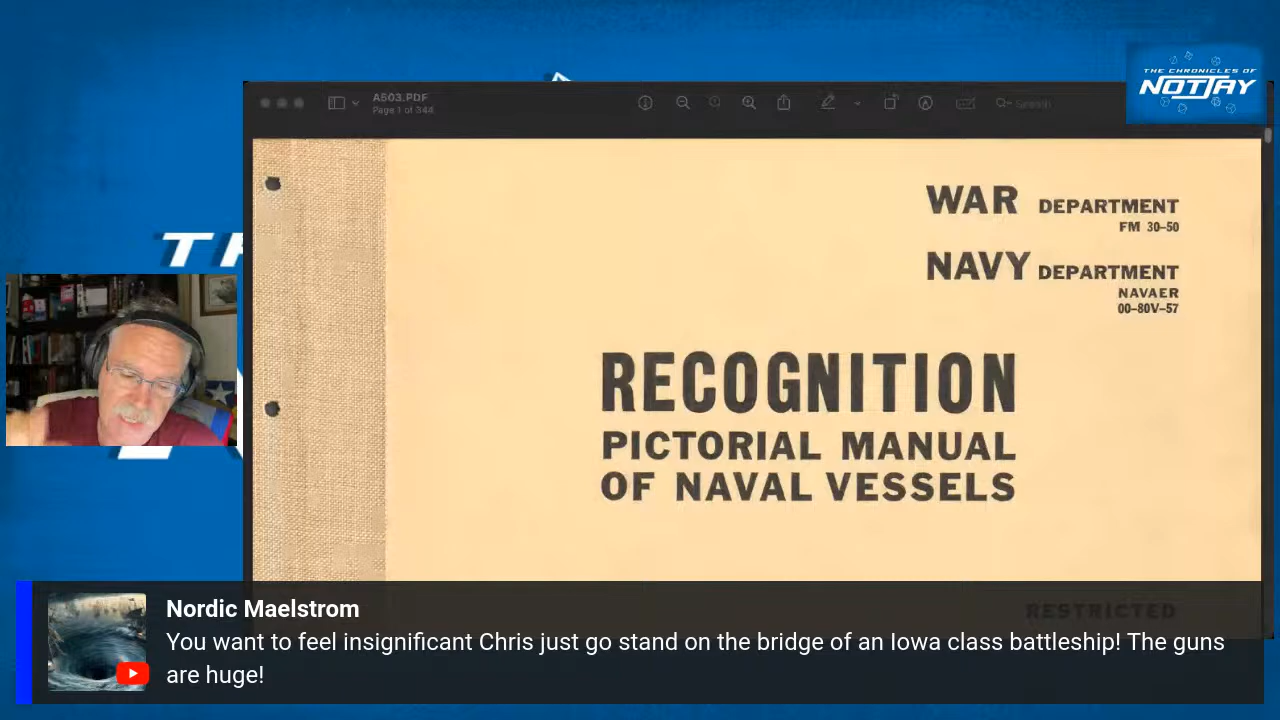 A503.PDF
Page 1 of 344
Search
THE CHRONICLES OF
NOTJAY
WAR DEPARTMENT
FM 30-50
NAVY DEPARTMENT
NAVAER
00-80V-57
RECOGNITION
PICTORIAL MANUAL
OF NAVAL VESSELS
RESTRICTED
Nordic Maelstrom
You want to feel insignificant Chris just go stand on the bridge of an Iowa class battleship! The guns
are huge!